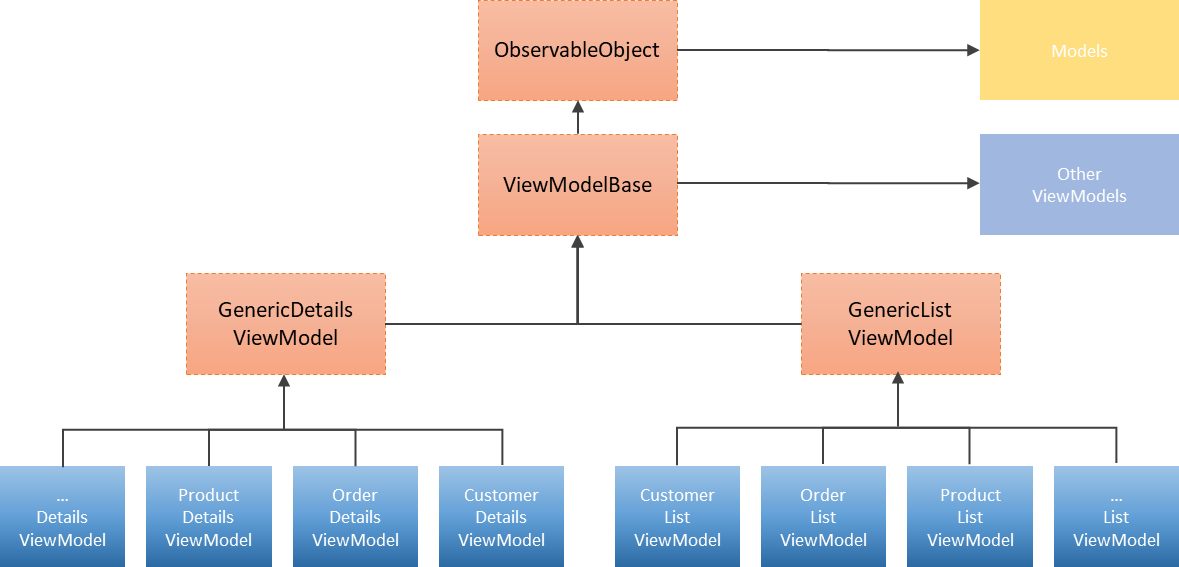 ObservableObject
Models
ViewModelBase
Other
ViewModels
GenericDetails
ViewModel
GenericList
ViewModel
...
Details
ViewModel
Product
Details
ViewModel
Order
Details
ViewModel
Customer
Details
ViewModel
Customer
List
ViewModel
Order
List
ViewModel
Product
List
ViewModel
...
List
ViewModel